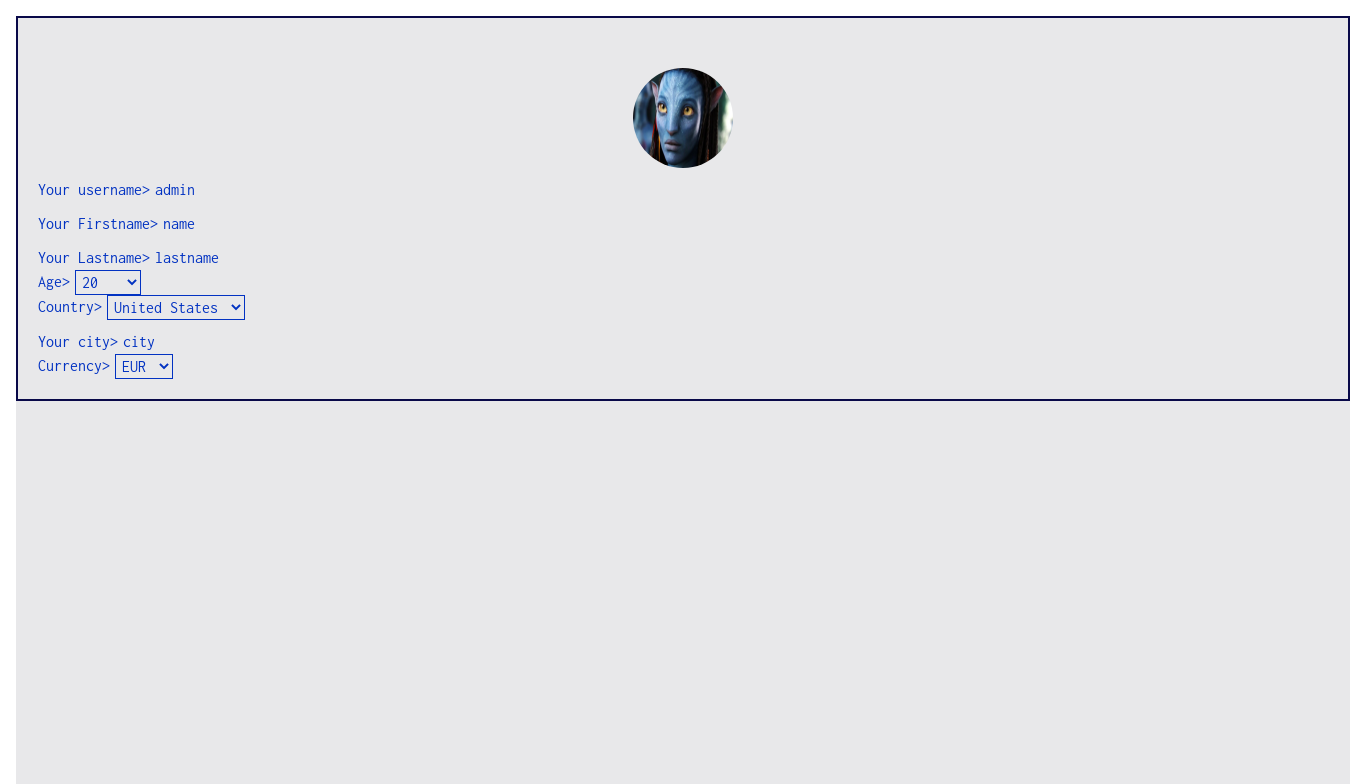 Your username> admin
Your Firstname> name
Your Lastname> lastname
Age> 20
Country> United States
Your city> city
Currency> EUR